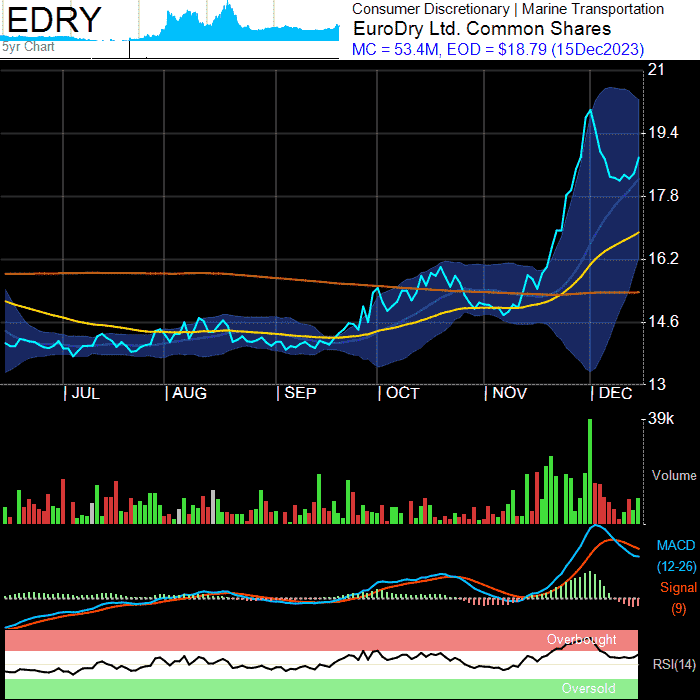 EDRY
5yr Chart
Consumer Discretionary | Marine Transportation
EuroDry Ltd. Common Shares
MC = 53.4M, EOD = $18.79 (15Dec2023)
21
19.4
17.8
16.2
14.6
13
| JUL | AUG | SEP | OCT | NOV | DEC
39k
Volume
MACD
(12-26)
Signal
(9)
Overbought
RSI(14)
Oversold